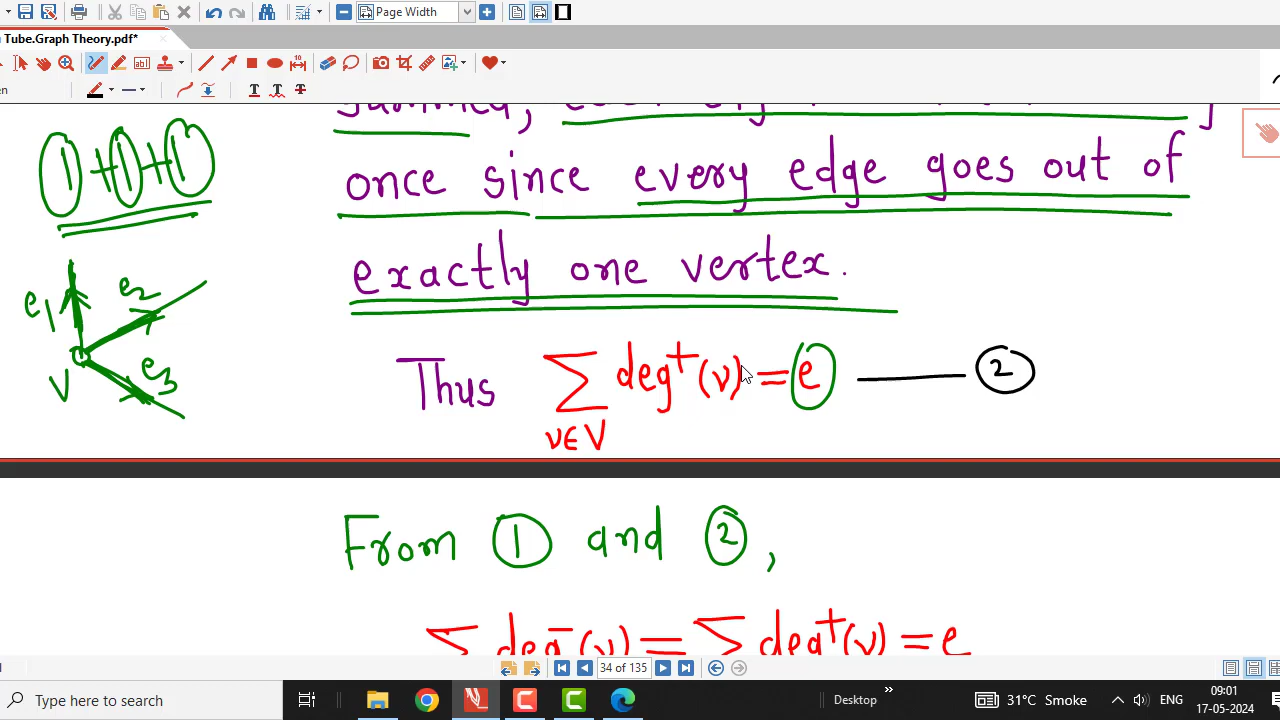 Page Width
Tube.Graph Theory.pdf*
once since every edge goes out of
exactly one vertex.
1+1+1
e1
e2
e3
V
Thus ∑ deg⁺(v) = e —— 2
v∈V
From 1 and 2,
∑ deg⁻(v) = ∑ deg⁺(v) = e
34 of 135
Type here to search
Desktop
31°C Smoke
ENG
09:01
17-05-2024